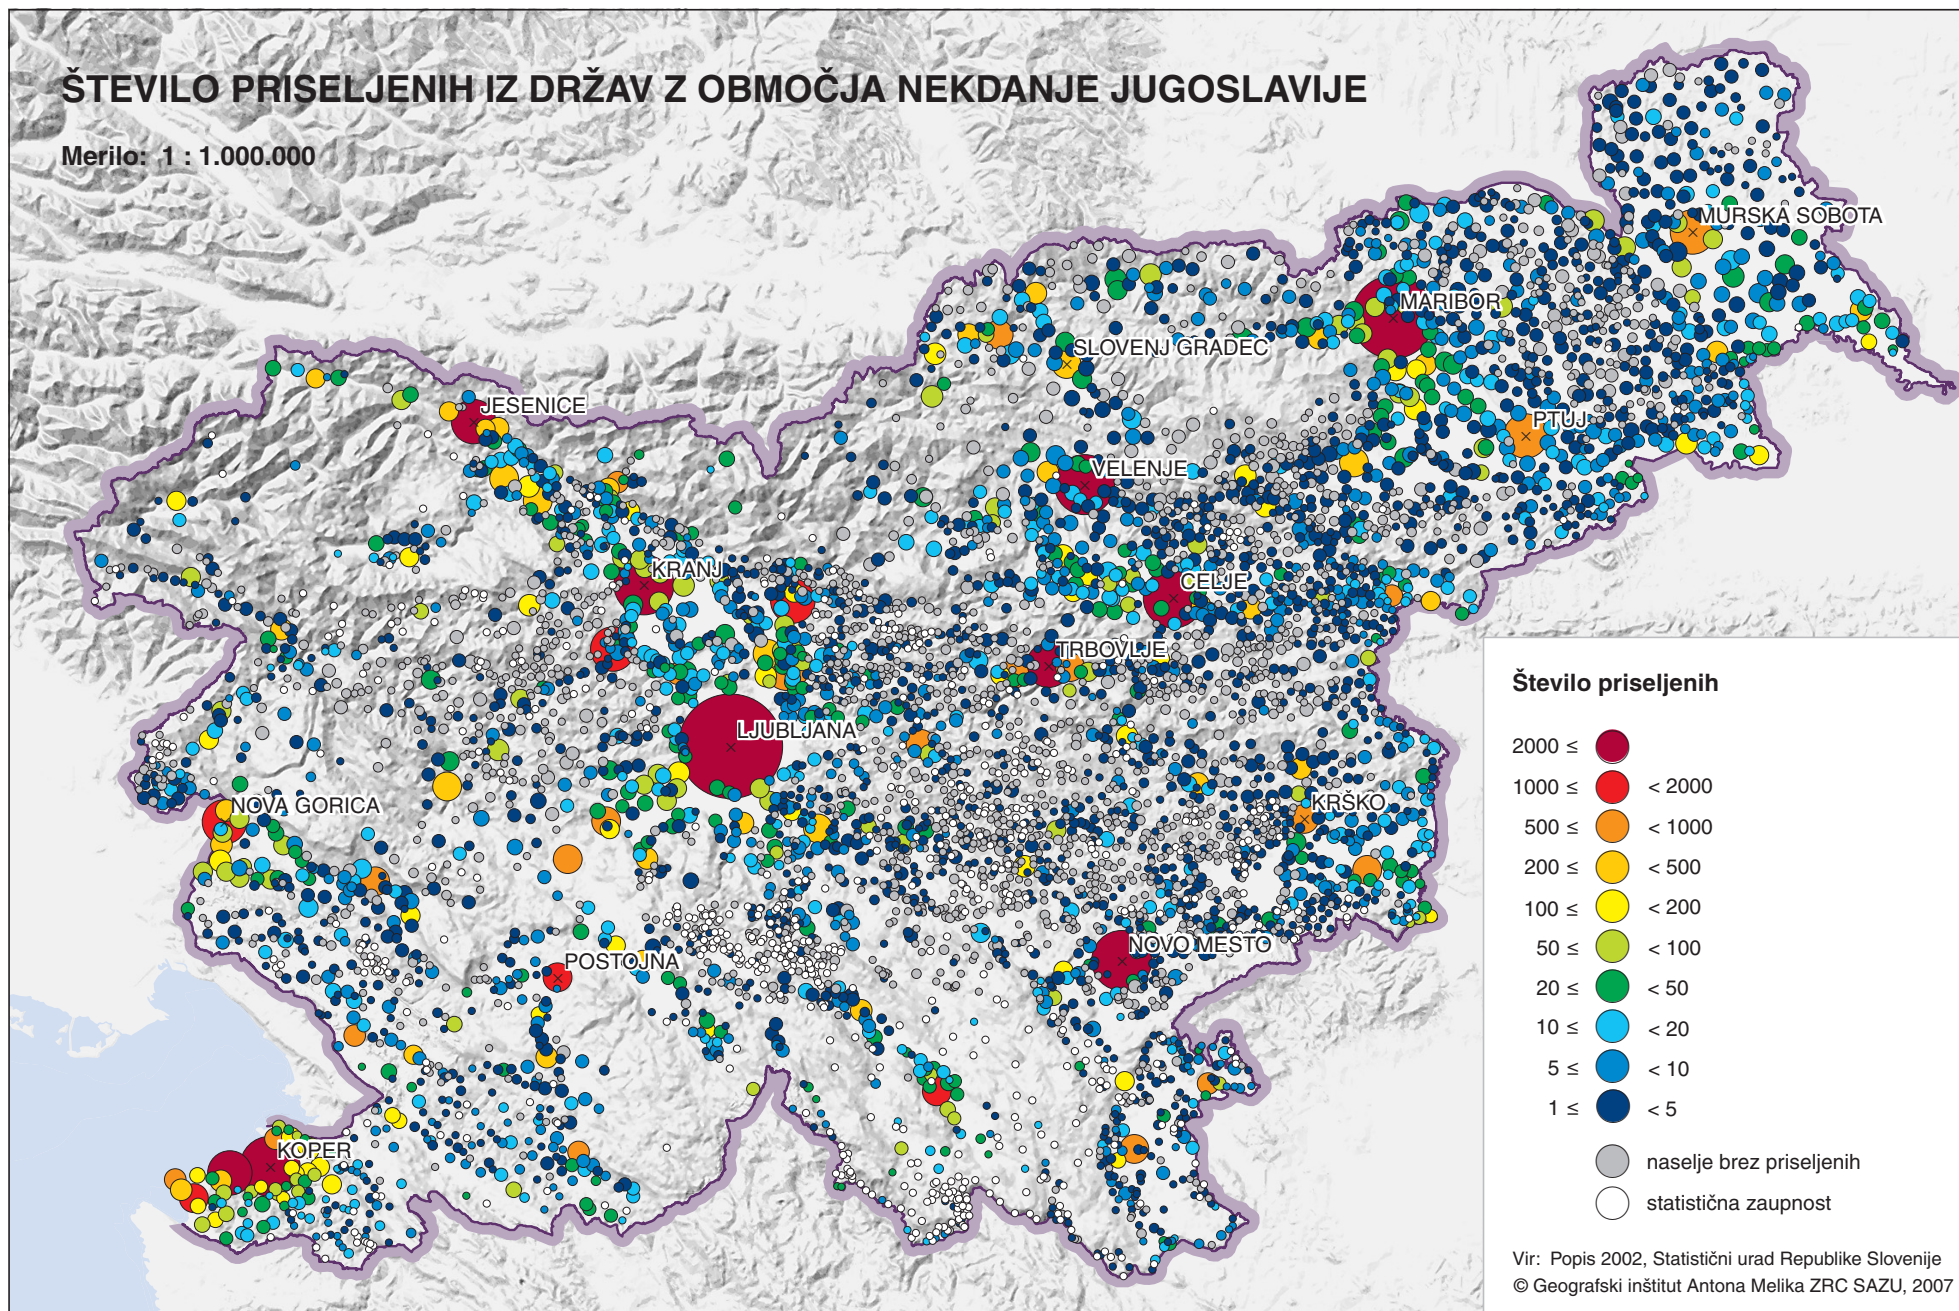 ŠTEVILO PRISELJENIH IZ DRŽAV Z OBMOČJA NEKDANJE JUGOSLAVIJE
Merilo: 1 : 1.000.000
MURSKA SOBOTA
MARIBOR
SLOVENJ GRADEC
JESENICE
PTUJ
VELENJE
KRANJ
CELJE
TRBOVLJE
LJUBLJANA
NOVA GORICA
KRŠKO
NOVO MESTO
POSTOJNA
KOPER
Število priseljenih
2000 ≤
1000 ≤ < 2000
500 ≤ < 1000
200 ≤ < 500
100 ≤ < 200
50 ≤ < 100
20 ≤ < 50
10 ≤ < 20
5 ≤ < 10
1 ≤ < 5
naselje brez priseljenih
statistična zaupnost
Vir: Popis 2002, Statistični urad Republike Slovenije
© Geografski inštitut Antona Melika ZRC SAZU, 2007